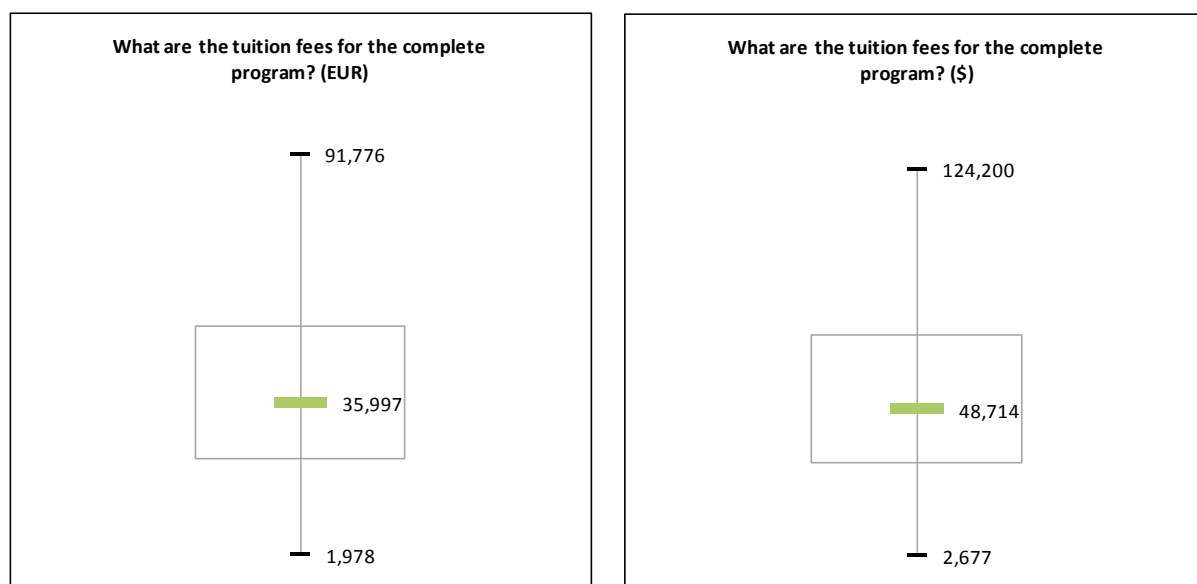 What are the tuition fees for the complete
program? (EUR)
91,776
35,997
1,978
What are the tuition fees for the complete
program? ($)
124,200
48,714
2,677